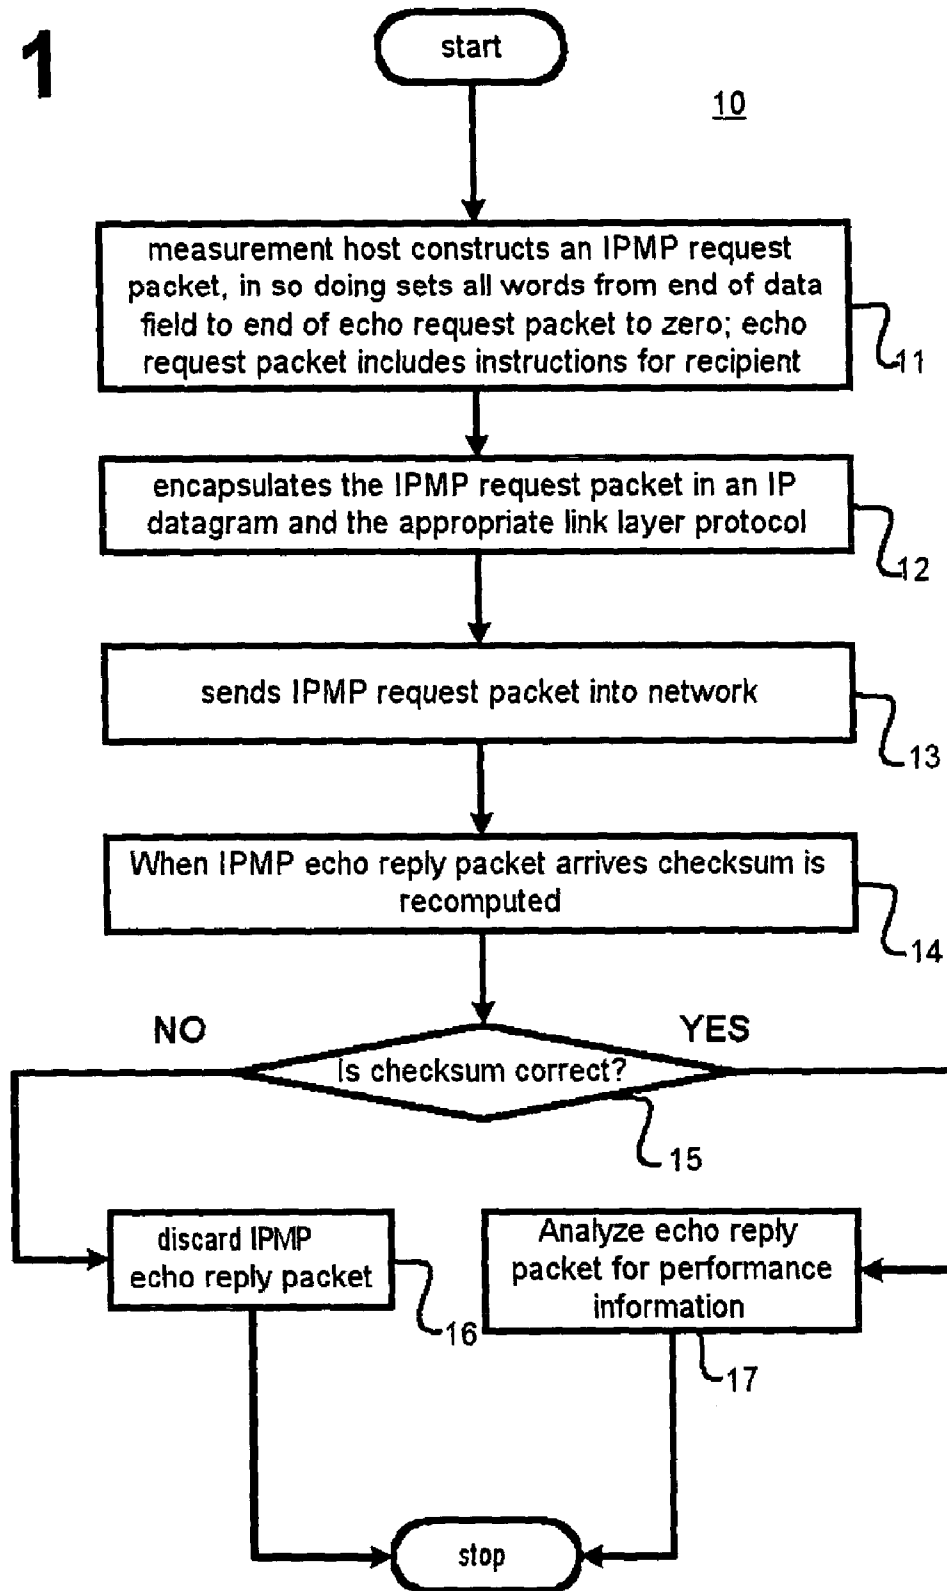 1
start
10
measurement host constructs an IPMP request
packet, in so doing sets all words from end of data
field to end of echo request packet to zero; echo
request packet includes instructions for recipient
11
encapsulates the IPMP request packet in an IP
datagram and the appropriate link layer protocol
12
sends IPMP request packet into network
13
When IPMP echo reply packet arrives checksum is
recomputed
14
NO
YES
Is checksum correct?
15
discard IPMP
echo reply packet
16
Analyze echo reply
packet for performance
information
17
stop